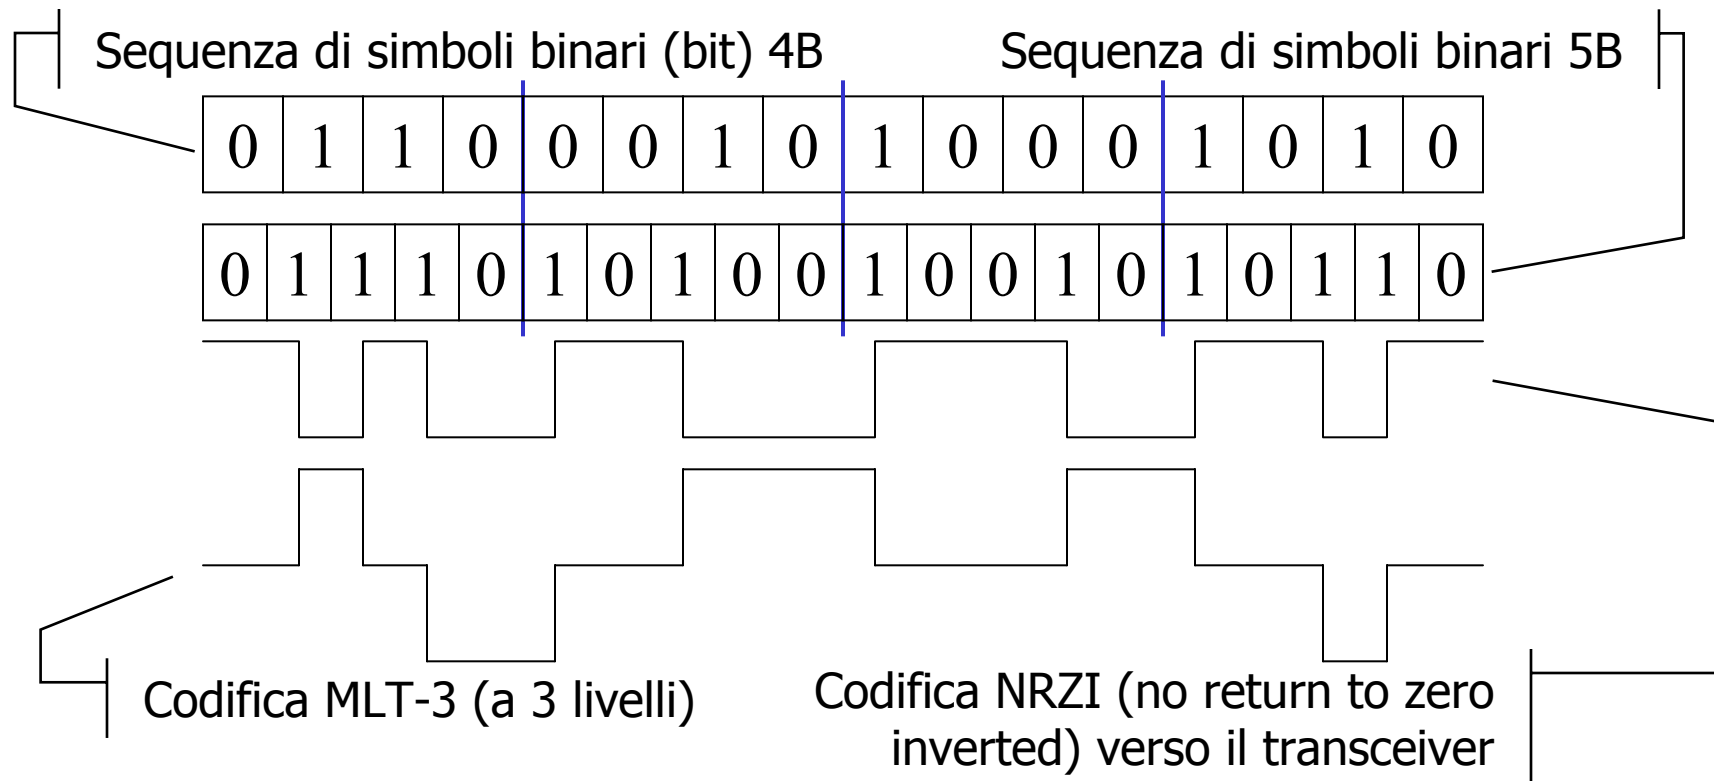 Sequenza di simboli binari (bit) 4B
Sequenza di simboli binari 5B
0 1 1 0 0 0 1 0 1 0 0 0 1 0 1 0
0 1 1 1 0 1 0 1 0 0 1 0 0 1 0 1 0 1 1 0
Codifica MLT-3 (a 3 livelli)
Codifica NRZI (no return to zero
inverted) verso il transceiver